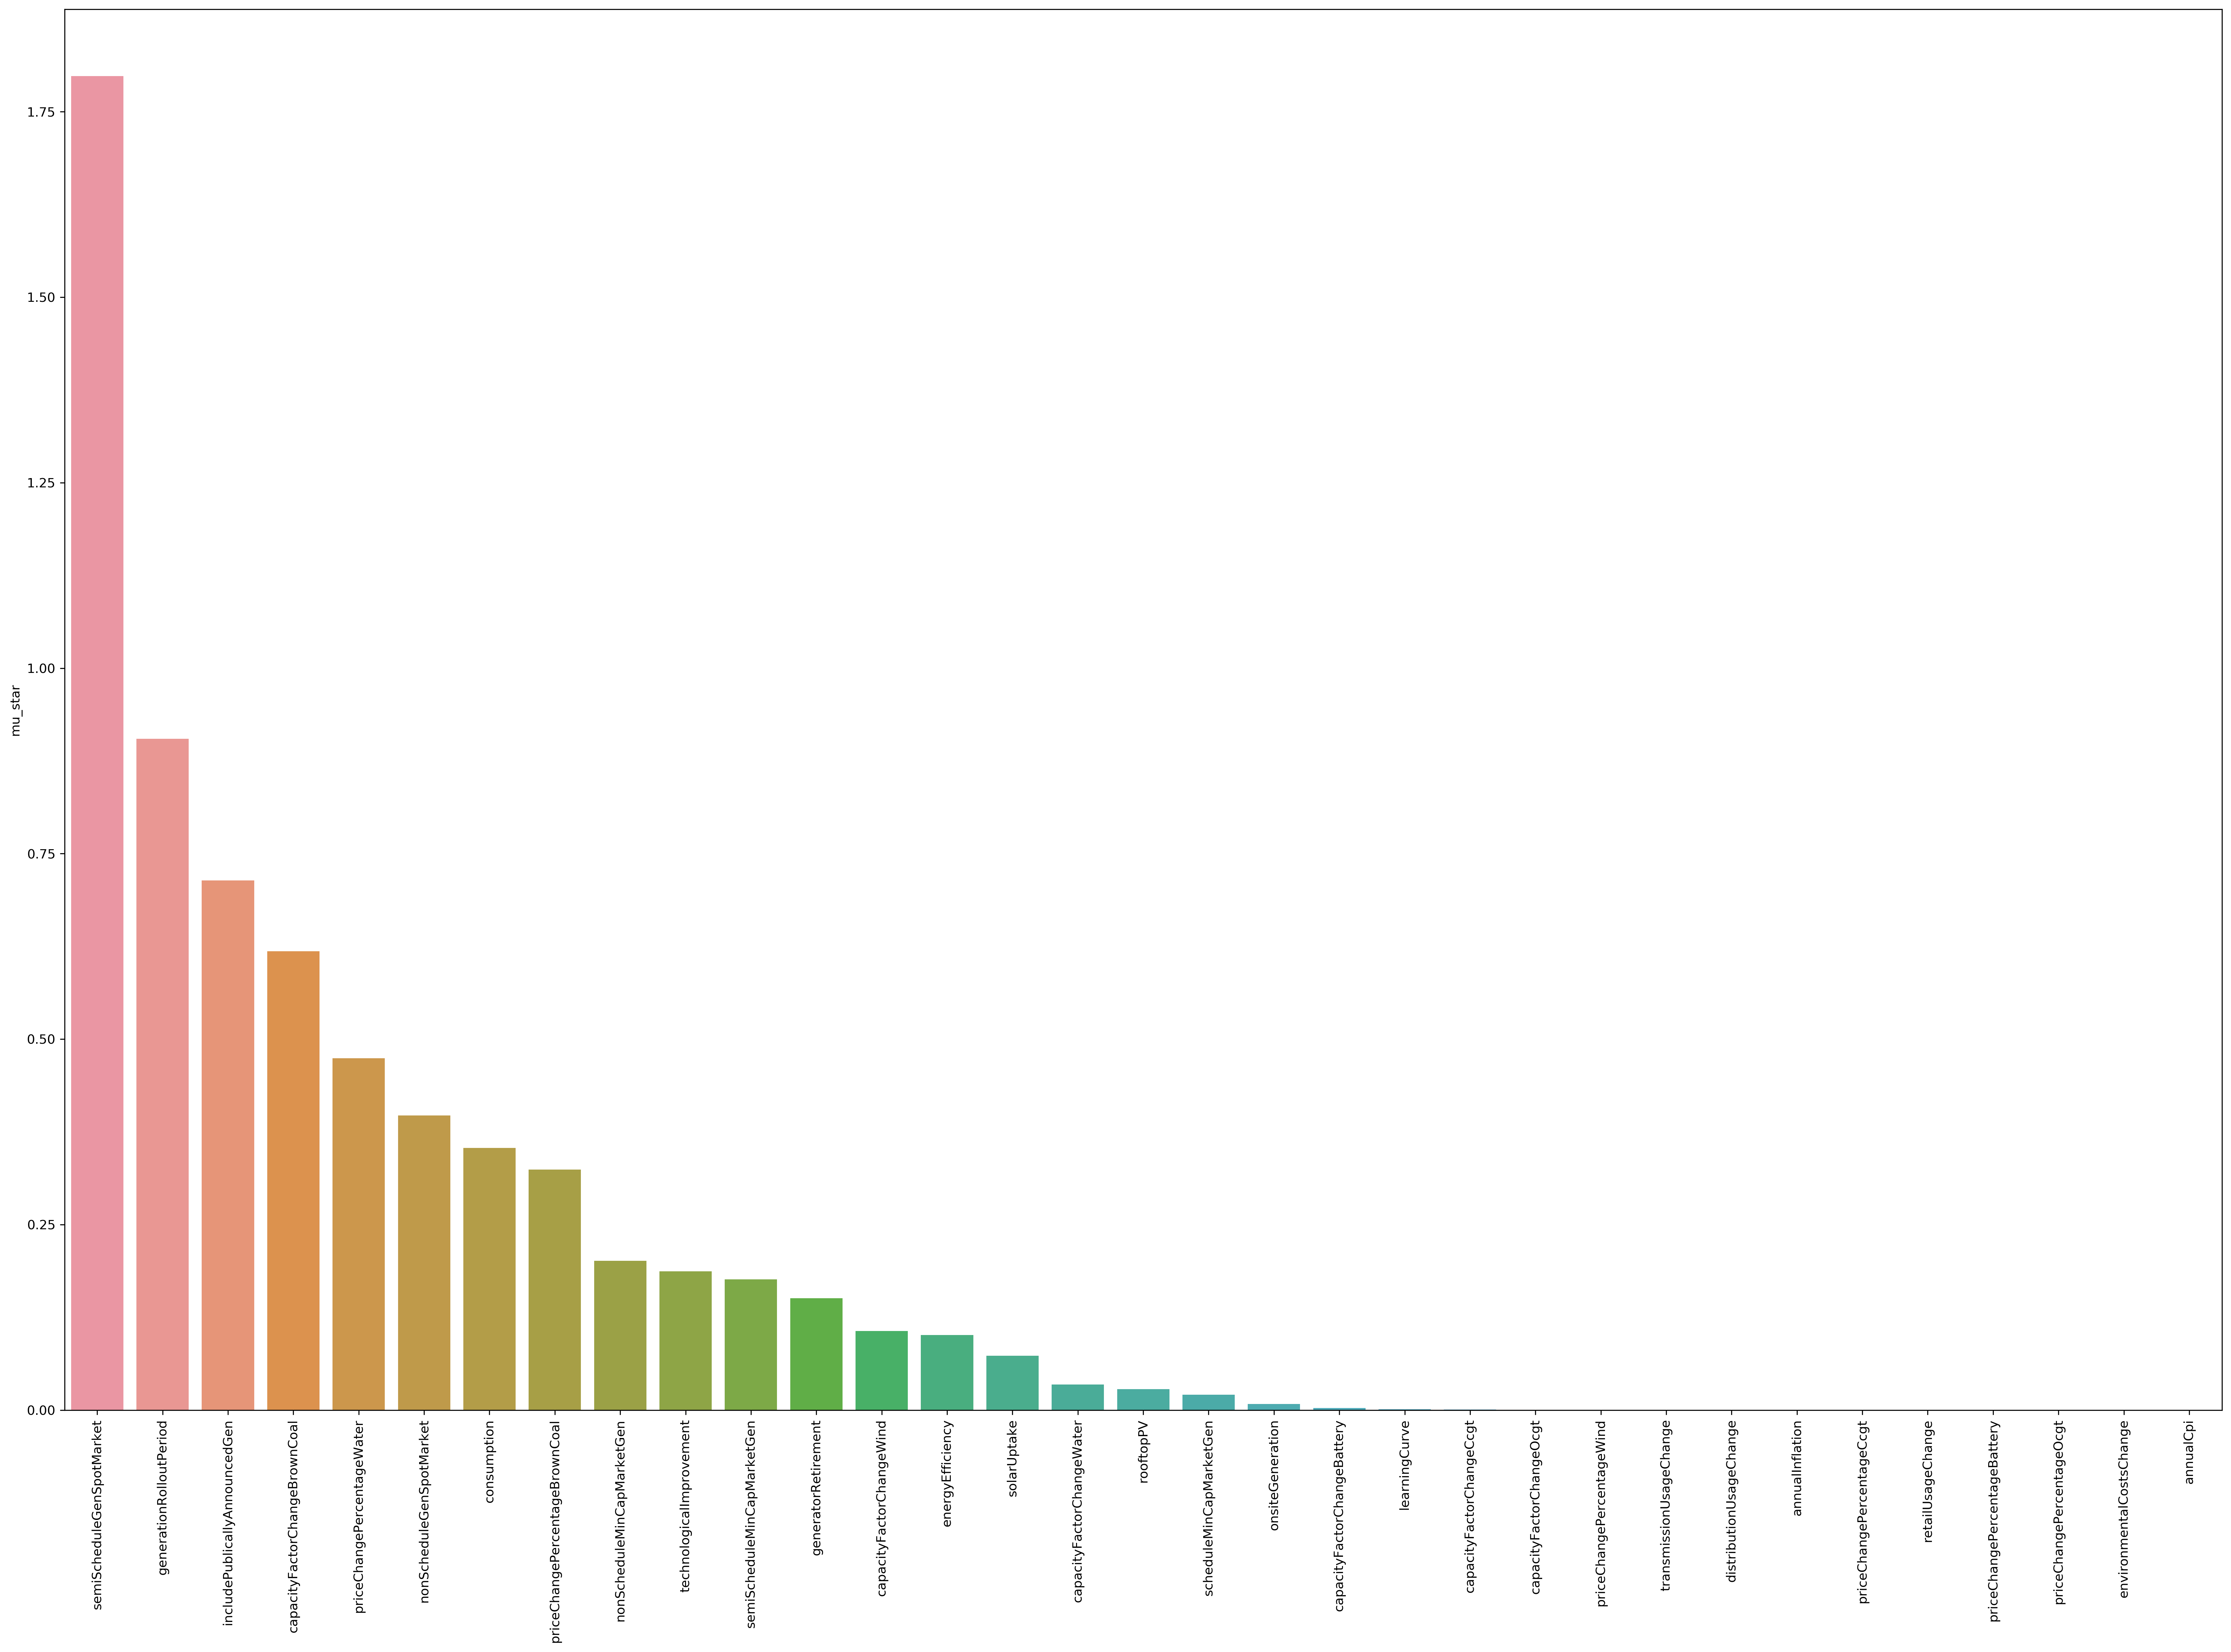 mu_star
1.75
1.50
1.25
1.00
0.75
0.50
0.25
0.00
semiScheduleGenSpotMarket
generationRolloutPeriod
includePublicallyAnnouncedGen
capacityFactorChangeBrownCoal
priceChangePercentageWater
nonScheduleGenSpotMarket
consumption
priceChangePercentageBrownCoal
nonScheduleMinCapMarketGen
technologicalImprovement
semiScheduleMinCapMarketGen
generatorRetirement
capacityFactorChangeWind
energyEfficiency
solarUptake
capacityFactorChangeWater
rooftopPV
scheduleMinCapMarketGen
onsiteGeneration
capacityFactorChangeBattery
learningCurve
capacityFactorChangeCcgt
capacityFactorChangeOcgt
priceChangePercentageWind
transmissionUsageChange
distributionUsageChange
annualInflation
priceChangePercentageCcgt
retailUsageChange
priceChangePercentageBattery
priceChangePercentageOcgt
environmentalCostsChange
annualCpi